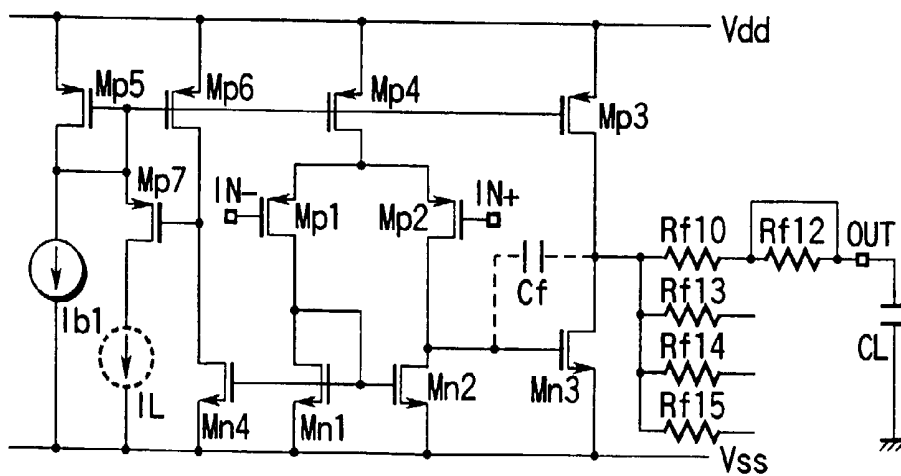 Vdd
Mp5
Mp6
Mp4
Mp3
Mp7
IN-
IN+
Mp1
Mp2
Rf10
Rf12
OUT
Cf
Ib1
Rf13
CL
Rf14
IL
Mn4
Mn1
Mn2
Mn3
Rf15
Vss